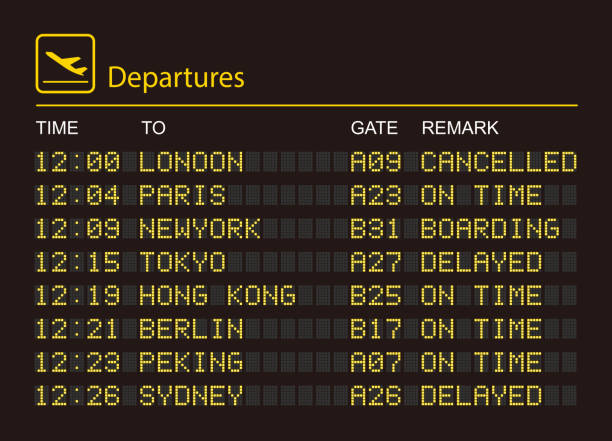 Departures
TIME TO GATE REMARK
12:00 LONOON A09 CANCELLED
12:04 PARIS A23 ON TIME
12:09 NEWYORK B31 BOARDING
12:15 TOKYO A27 DELAYED
12:19 HONG KONG B25 ON TIME
12:21 BERLIN B17 ON TIME
12:23 PEKING A07 ON TIME
12:26 SYDNEY A26 DELAYED